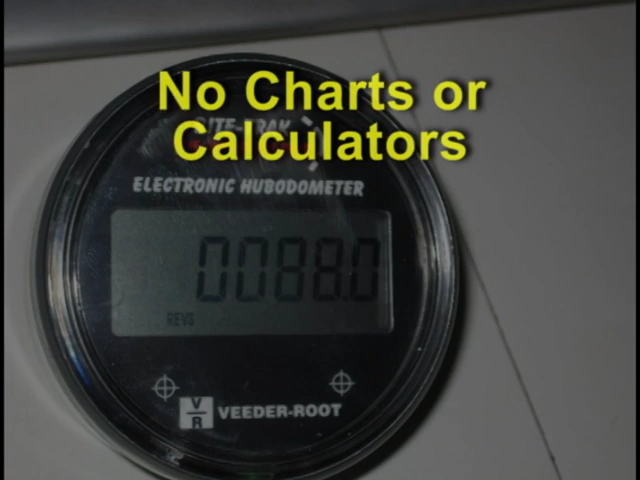 No Charts or
Calculators
ELECTRONIC HUBODOMETER
0088.0
REVS
V
R
VEEDER-ROOT